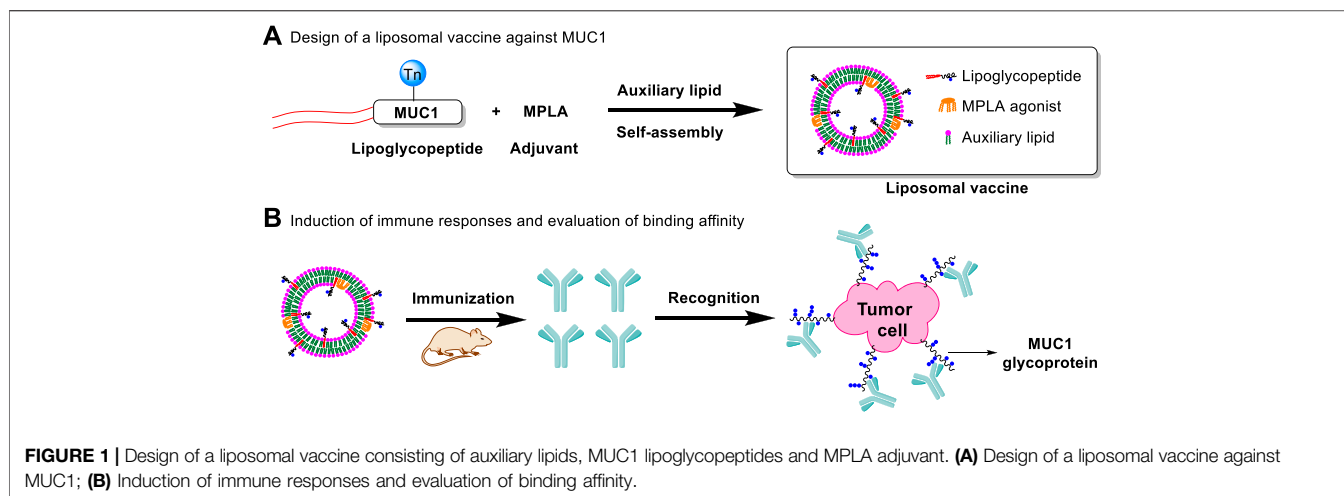 A Design of a liposomal vaccine against MUC1
Tn
MUC1
+
MPLA
Lipoglycopeptide
Adjuvant
Auxiliary lipid
Self-assembly
Lipoglycopeptide
MPLA agonist
Auxiliary lipid
Liposomal vaccine
B Induction of immune responses and evaluation of binding affinity
Immunization
Recognition
Tumor
cell
MUC1
glycoprotein
FIGURE 1 | Design of a liposomal vaccine consisting of auxiliary lipids, MUC1 lipoglycopeptides and MPLA adjuvant. (A) Design of a liposomal vaccine against
MUC1; (B) Induction of immune responses and evaluation of binding affinity.